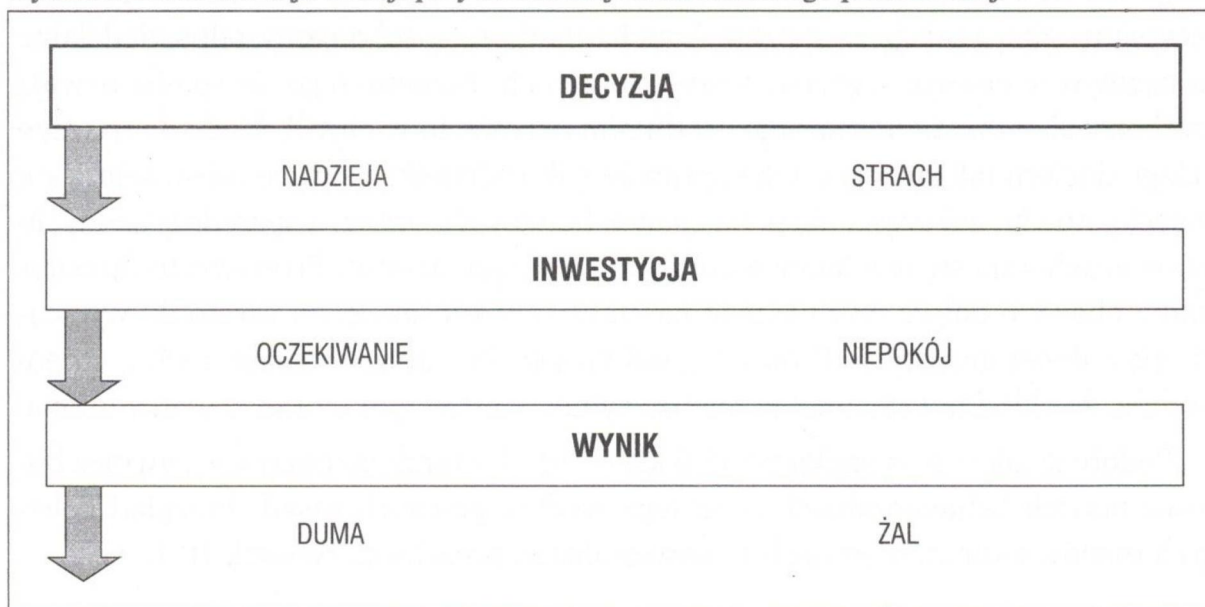 DECYZJA
NADZIEJA STRACH
INWESTYCJA
OCZEKIWANIE NIEPOKÓJ
WYNIK
DUMA ŻAL